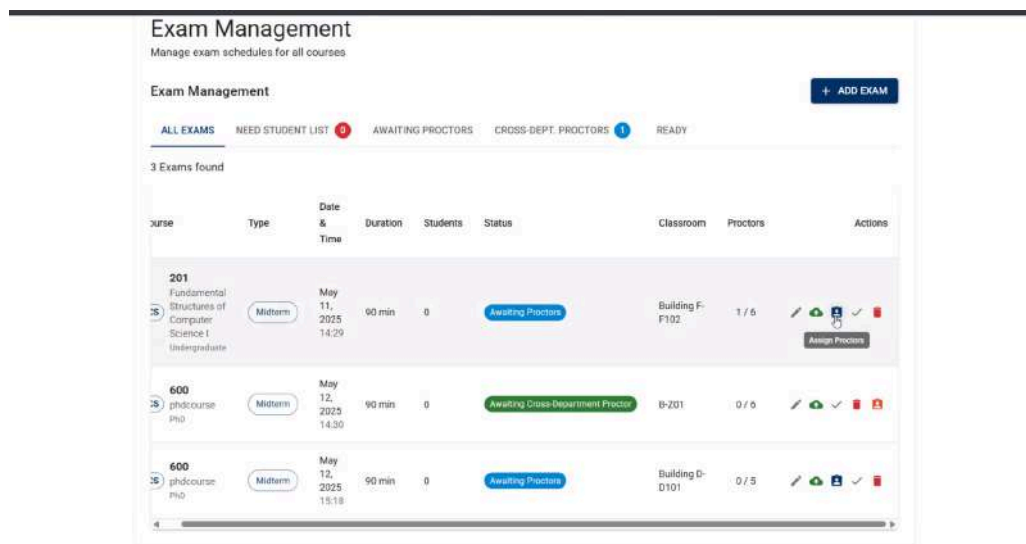 Exam Management
Manage exam schedules for all courses
Exam Management
+ ADD EXAM
ALL EXAMS
NEED STUDENT LIST 0
AWAITING PROCTORS
CROSS-DEPT. PROCTORS 1
READY
3 Exams found
ourse Type Date & Time Duration Students Status Classroom Proctors Actions
CS
201
Fundamental
Structures of
Computer
Science I
Undergraduate
Midterm
May
11,
2025
14:29
90 min
0
Awaiting Proctors
Building F-
F102
1 / 6
Assign Proctors
CS
600
phdcourse
PhD
Midterm
May
12,
2025
14:30
90 min
0
Awaiting Cross-Department Proctor
B-Z01
0 / 6
CS
600
phdcourse
PhD
Midterm
May
12,
2025
15:18
90 min
0
Awaiting Proctors
Building D-
D101
0 / 5